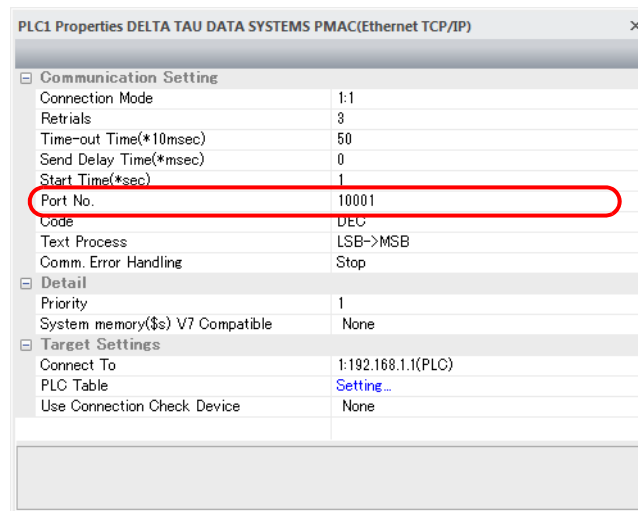 PLC1 Properties DELTA TAU DATA SYSTEMS PMAC(Ethernet TCP/IP) ×
Communication Setting
Connection Mode 1:1
Retrials 3
Time-out Time(*10msec) 50
Send Delay Time(*msec) 0
Start Time(*sec) 1
Port No. 10001
Code DEC
Text Process LSB->MSB
Comm. Error Handling Stop
Detail
Priority 1
System memory($s) V7 Compatible None
Target Settings
Connect To 1:192.168.1.1(PLC)
PLC Table Setting...
Use Connection Check Device None